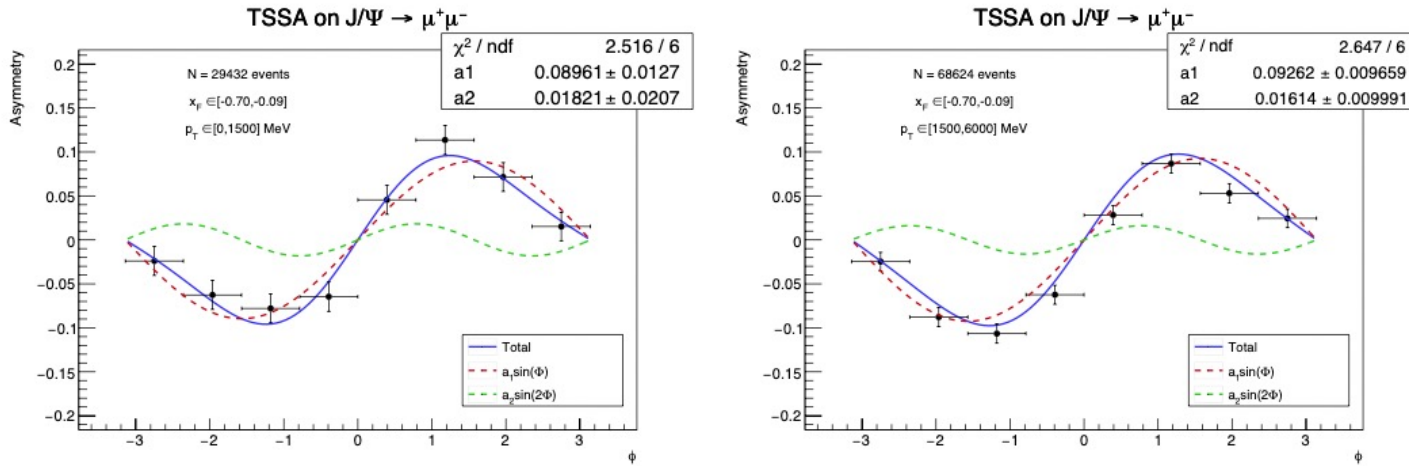 TSSA on J/Ψ → μ⁺μ⁻
χ² / ndf 2.516 / 6
a1 0.08961 ± 0.0127
a2 0.01821 ± 0.0207
N = 29432 events
x_F ∈[-0.70,-0.09]
p_T ∈[0,1500] MeV
Asymmetry
0.2
0.15
0.1
0.05
0
−0.05
−0.1
−0.15
−0.2
Total
a₁sin(Φ)
a₂sin(2Φ)
−3 −2 −1 0 1 2 3
ϕ
TSSA on J/Ψ → μ⁺μ⁻
χ² / ndf 2.647 / 6
a1 0.09262 ± 0.009659
a2 0.01614 ± 0.009991
N = 68624 events
x_F ∈[-0.70,-0.09]
p_T ∈[1500,6000] MeV
Asymmetry
0.2
0.15
0.1
0.05
0
−0.05
−0.1
−0.15
−0.2
Total
a₁sin(Φ)
a₂sin(2Φ)
−3 −2 −1 0 1 2 3
ϕ